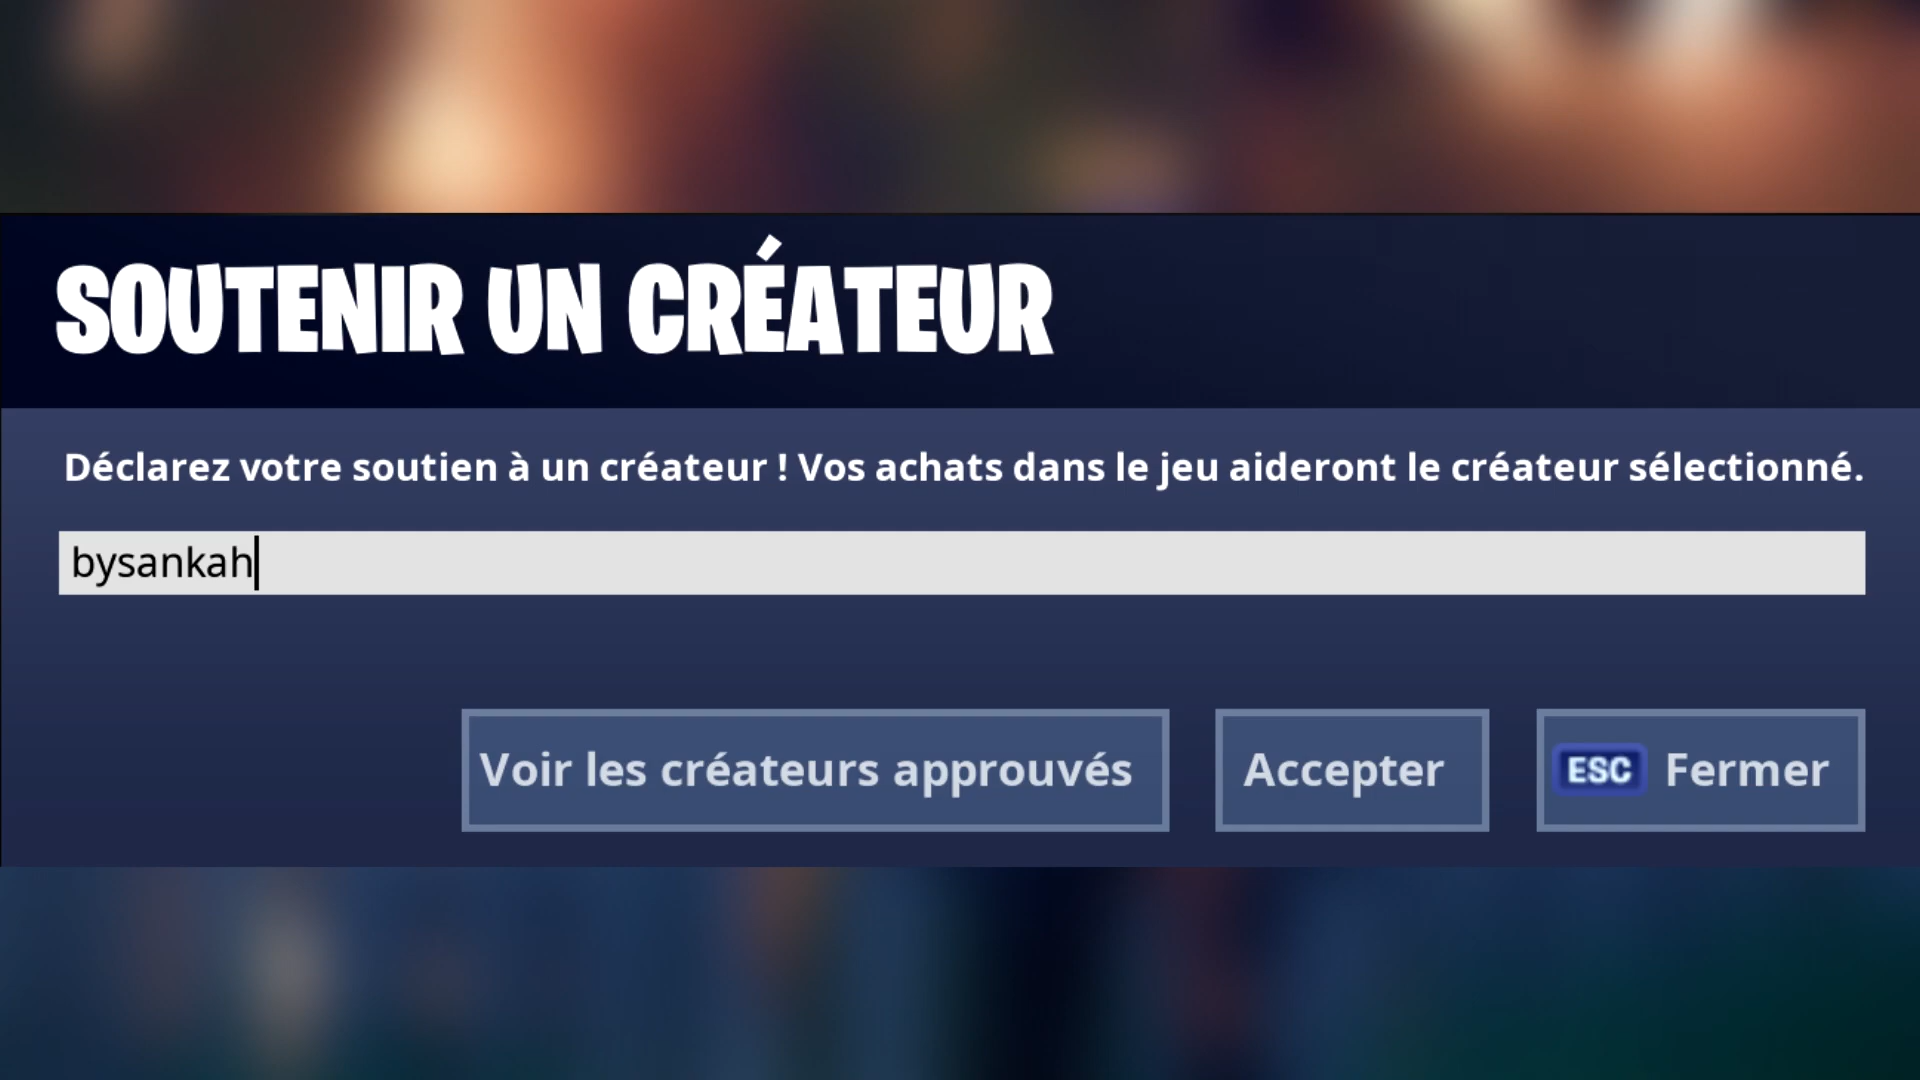 SOUTENIR UN CRÉATEUR
Déclarez votre soutien à un créateur ! Vos achats dans le jeu aideront le créateur sélectionné.
bysankah
Voir les créateurs approuvés
Accepter
ESC Fermer